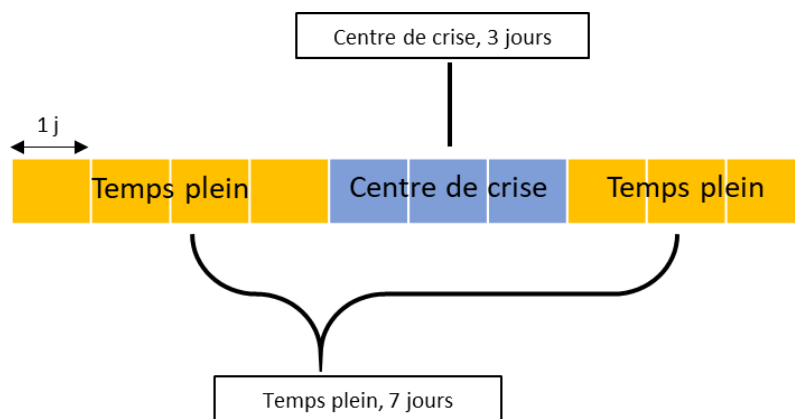 Centre de crise, 3 jours
1 j
Temps plein
Centre de crise
Temps plein
Temps plein, 7 jours